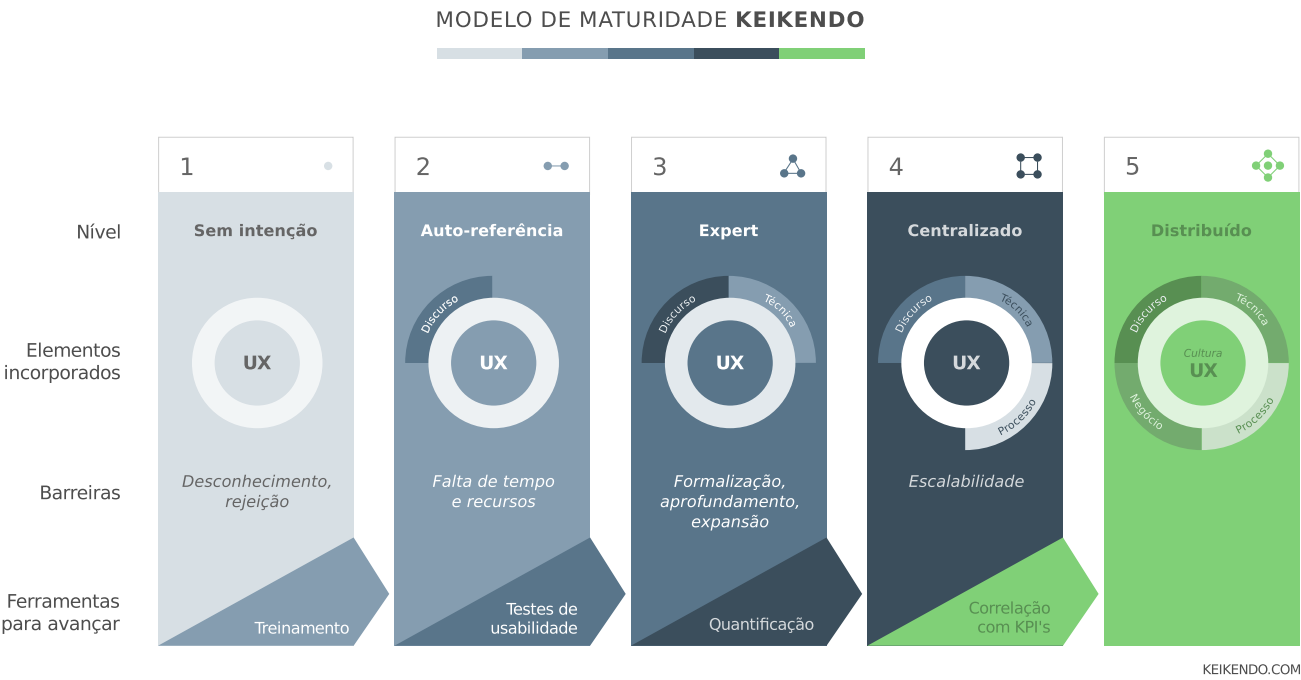 MODELO DE MATURIDADE KEIKENDO
1
2
3
4
5
Nível
Sem intenção
Auto-referência
Expert
Centralizado
Distribuído
Elementos
incorporados
UX
Discurso
UX
Discurso
Técnica
UX
Discurso
Técnica
Processo
UX
Discurso
Técnica
Negócio
Processo
Cultura
UX
Barreiras
Desconhecimento,
rejeição
Falta de tempo
e recursos
Formalização,
aprofundamento,
expansão
Escalabilidade
Ferramentas
para avançar
Treinamento
Testes de
usabilidade
Quantificação
Correlação
com KPI's
KEIKENDO.COM